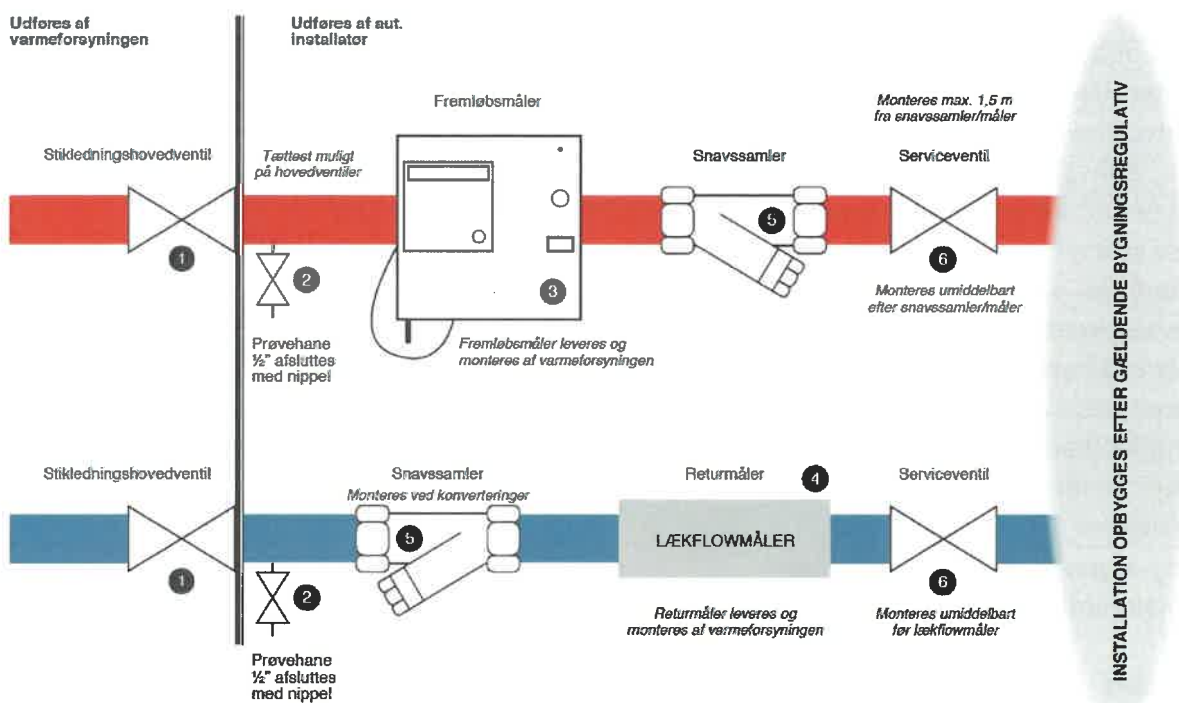 Udføres af
varmeforsyningen
Udføres af aut.
installatør
Fremløbsmåler
Monteres max. 1,5 m
fra snavssamler/måler
Stikledningshovedventil
Tættest muligt
på hovedventiler
Snavssamler
Serviceventil
1
2
3
5
6
Prøvehane
½" afsluttes
med nippel
Fremløbsmåler leveres og
monteres af varmeforsyningen
Monteres umiddelbart
efter snavssamler/måler
Stikledningshovedventil
Snavssamler
Monteres ved konverteringer
Returmåler
4
Serviceventil
5
LÆKFLOWMÅLER
1
2
6
Prøvehane
½" afsluttes
med nippel
Returmåler leveres og
monteres af varmeforsyningen
Monteres umiddelbart
før lækflowmåler
INSTALLATION OPBYGGES EFTER GÆLDENDE BYGNINGSREGULATIV